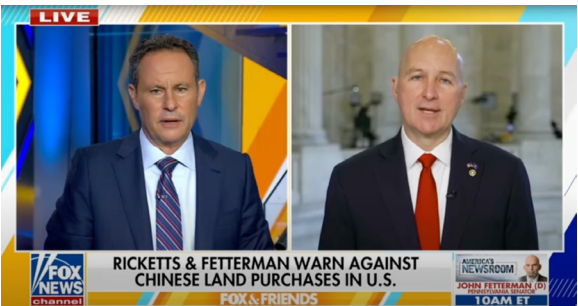 LIVE
RICKETTS & FETTERMAN WARN AGAINST
CHINESE LAND PURCHASES IN U.S.
FOX
NEWS
channel
FOX & FRIENDS
AMERICA'S
NEWSROOM
JOHN FETTERMAN (D)
PENNSYLVANIA SENATOR
10AM ET